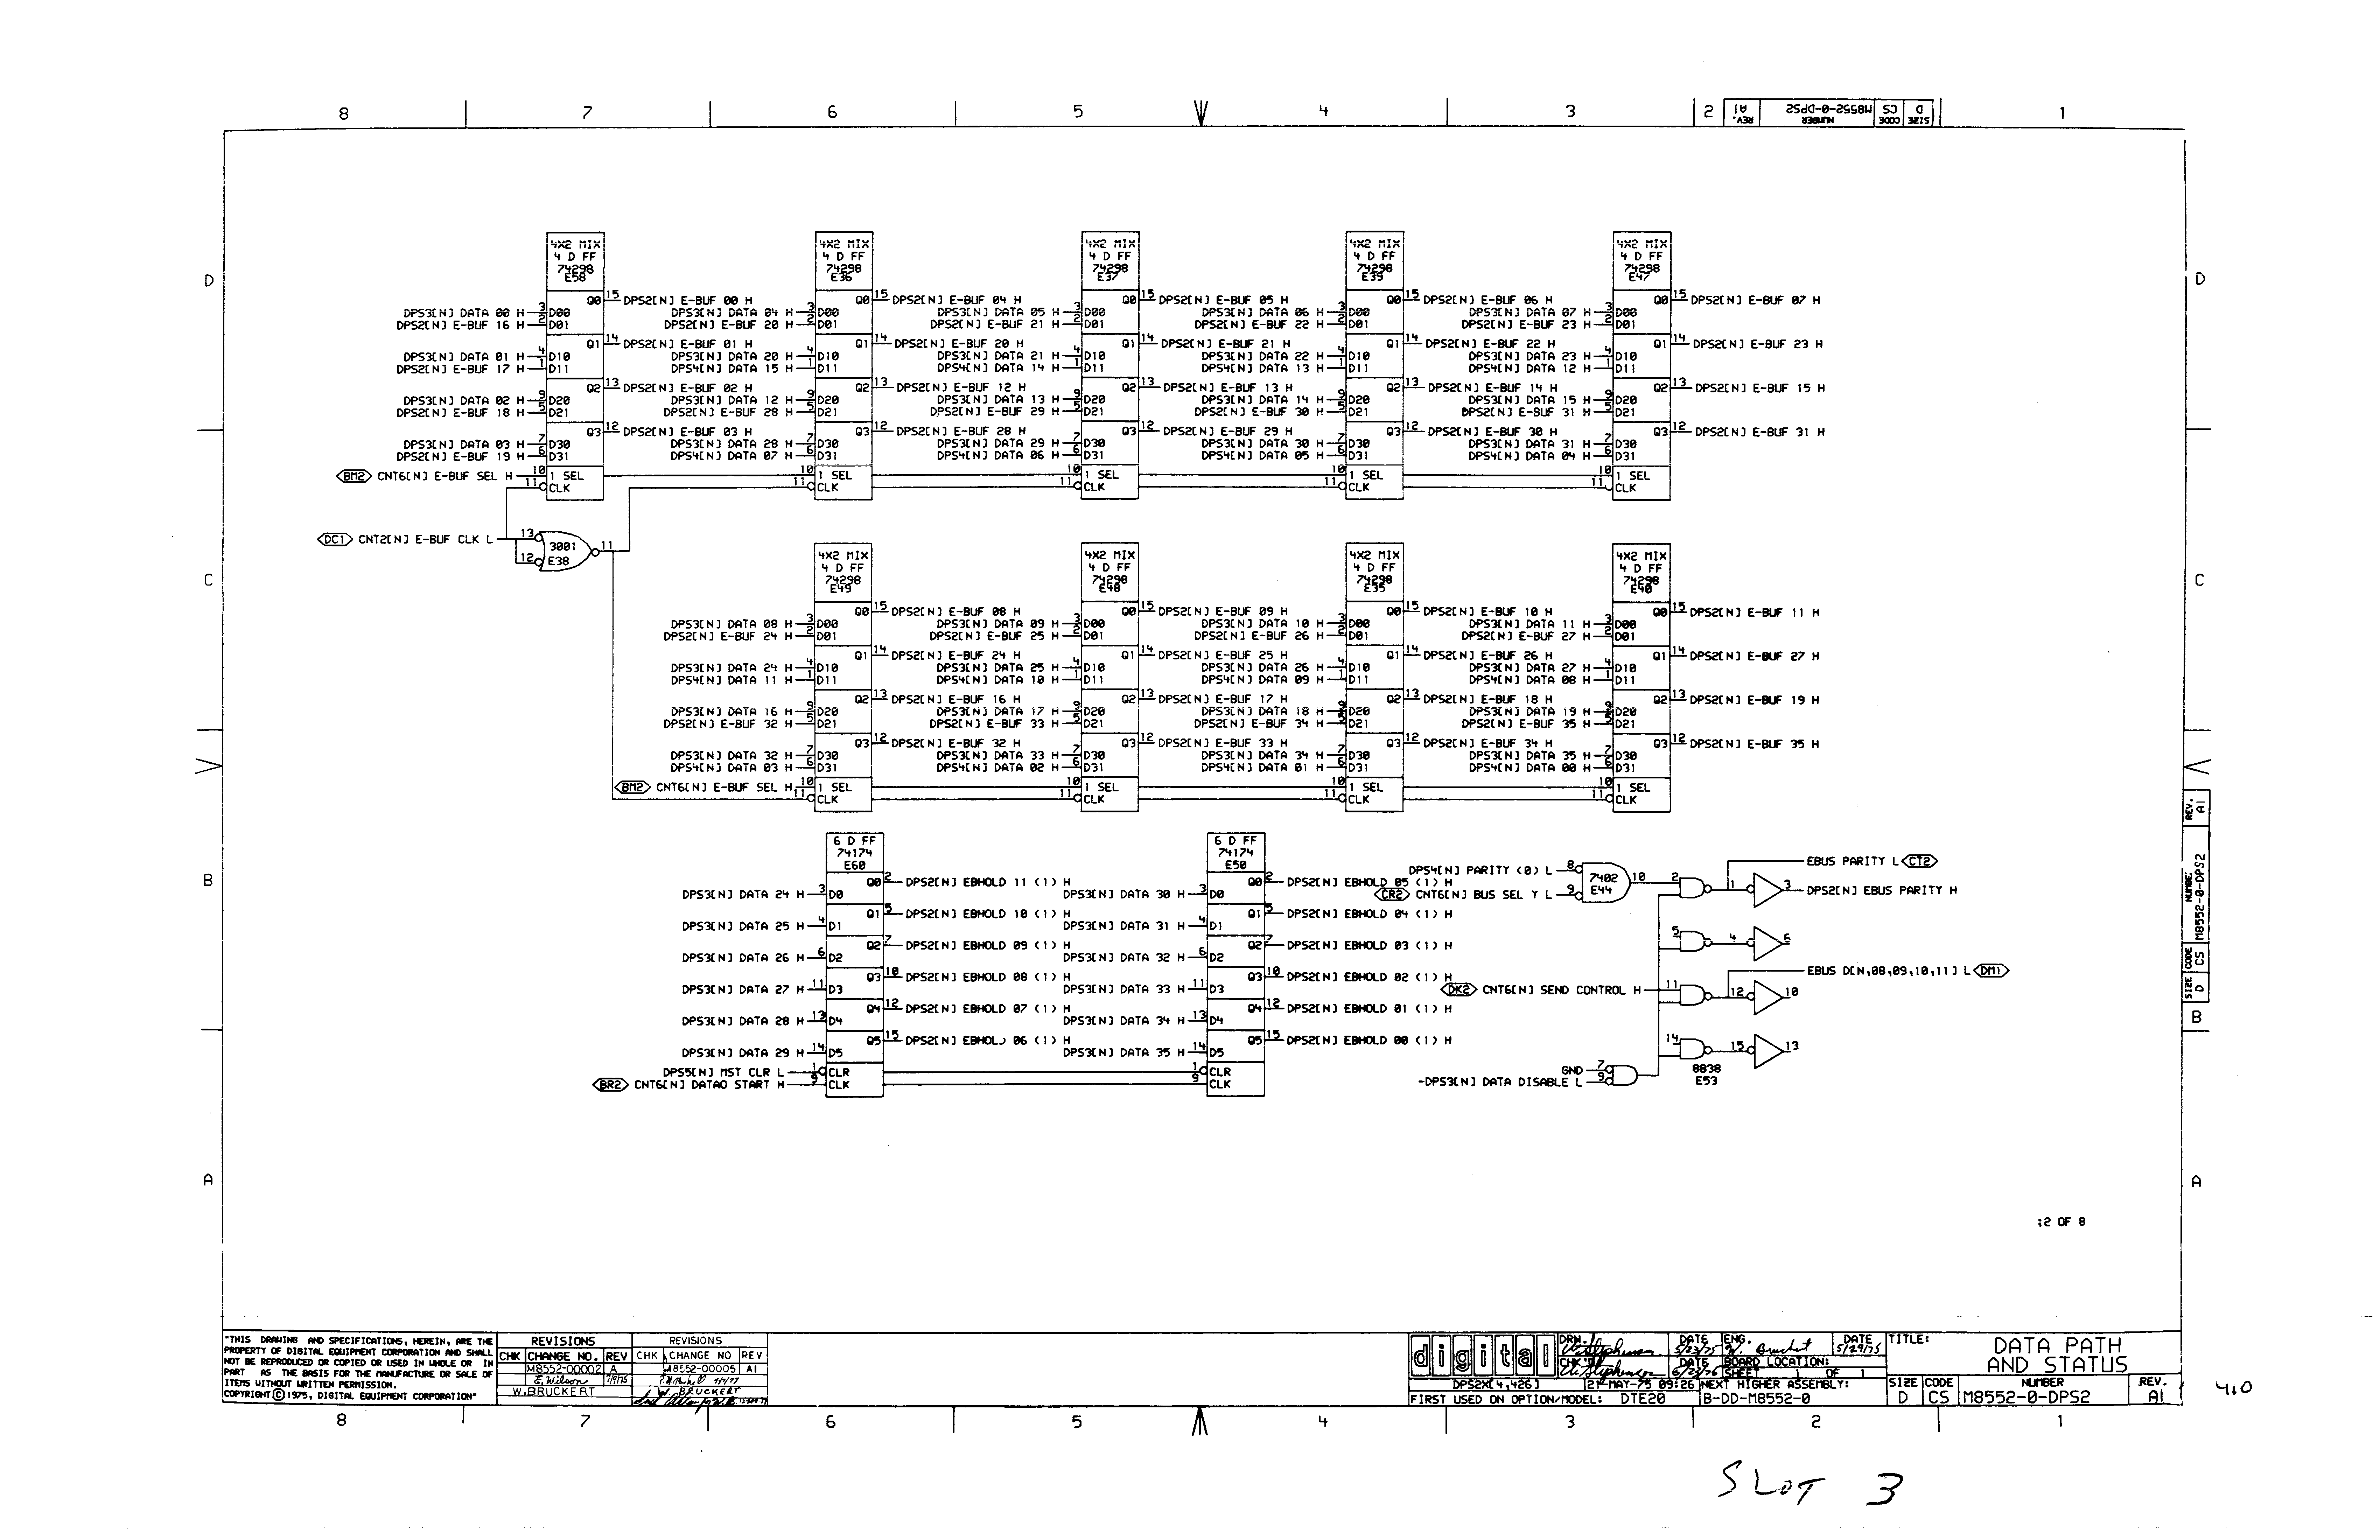 8 7 6 5 4 3 2 1
REV. A1 NUMBER M8552-0-DPS2 CODE CS SIZE D
D
4X2 MIX 4X2 MIX 4X2 MIX 4X2 MIX 4X2 MIX
4 D FF 4 D FF 4 D FF 4 D FF 4 D FF
74298 74298 74298 74298 74298
E58 E36 E37 E39 E47
Q0 15 DPS2[N] E-BUF 00 H Q0 15 DPS2[N] E-BUF 04 H Q0 15 DPS2[N] E-BUF 05 H Q0 15 DPS2[N] E-BUF 06 H Q0 15 DPS2[N] E-BUF 07 H
DPS3[N] DATA 00 H 3 D00 DPS3[N] DATA 04 H 3 D00 DPS3[N] DATA 05 H 3 D00 DPS3[N] DATA 06 H 3 D00 DPS3[N] DATA 07 H 3 D00
DPS2[N] E-BUF 16 H 2 D01 DPS2[N] E-BUF 20 H 2 D01 DPS2[N] E-BUF 21 H 2 D01 DPS2[N] E-BUF 22 H 2 D01 DPS2[N] E-BUF 23 H 2 D01
Q1 14 DPS2[N] E-BUF 01 H Q1 14 DPS2[N] E-BUF 20 H Q1 14 DPS2[N] E-BUF 21 H Q1 14 DPS2[N] E-BUF 22 H Q1 14 DPS2[N] E-BUF 23 H
DPS3[N] DATA 01 H 4 D10 DPS3[N] DATA 20 H 4 D10 DPS3[N] DATA 21 H 4 D10 DPS3[N] DATA 22 H 4 D10 DPS3[N] DATA 23 H 4 D10
DPS2[N] E-BUF 17 H 1 D11 DPS4[N] DATA 15 H 1 D11 DPS4[N] DATA 14 H 1 D11 DPS4[N] DATA 13 H 1 D11 DPS4[N] DATA 12 H 1 D11
Q2 13 DPS2[N] E-BUF 02 H Q2 13 DPS2[N] E-BUF 12 H Q2 13 DPS2[N] E-BUF 13 H Q2 13 DPS2[N] E-BUF 14 H Q2 13 DPS2[N] E-BUF 15 H
DPS3[N] DATA 02 H 9 D20 DPS3[N] DATA 12 H 9 D20 DPS3[N] DATA 13 H 9 D20 DPS3[N] DATA 14 H 9 D20 DPS3[N] DATA 15 H 9 D20
DPS2[N] E-BUF 18 H 5 D21 DPS2[N] E-BUF 28 H 5 D21 DPS2[N] E-BUF 29 H 5 D21 DPS2[N] E-BUF 30 H 5 D21 DPS2[N] E-BUF 31 H 5 D21
Q3 12 DPS2[N] E-BUF 03 H Q3 12 DPS2[N] E-BUF 28 H Q3 12 DPS2[N] E-BUF 29 H Q3 12 DPS2[N] E-BUF 30 H Q3 12 DPS2[N] E-BUF 31 H
DPS3[N] DATA 03 H 7 D30 DPS3[N] DATA 28 H 7 D30 DPS3[N] DATA 29 H 7 D30 DPS3[N] DATA 30 H 7 D30 DPS3[N] DATA 31 H 7 D30
DPS2[N] E-BUF 19 H 6 D31 DPS4[N] DATA 07 H 6 D31 DPS4[N] DATA 06 H 6 D31 DPS4[N] DATA 05 H 6 D31 DPS4[N] DATA 04 H 6 D31
BM2 CNT6[N] E-BUF SEL H 10 1 SEL 10 1 SEL 10 1 SEL 10 1 SEL 10 1 SEL
11 CLK 11 CLK 11 CLK 11 CLK 11 CLK
DC1 CNT2[N] E-BUF CLK L 13 12 3001 E38 11
C
4X2 MIX 4X2 MIX 4X2 MIX 4X2 MIX
4 D FF 4 D FF 4 D FF 4 D FF
74298 74298 74298 74298
E49 E48 E35 E40
Q0 15 DPS2[N] E-BUF 08 H Q0 15 DPS2[N] E-BUF 09 H Q0 15 DPS2[N] E-BUF 10 H Q0 15 DPS2[N] E-BUF 11 H
DPS3[N] DATA 08 H 3 D00 DPS3[N] DATA 09 H 3 D00 DPS3[N] DATA 10 H 3 D00 DPS3[N] DATA 11 H 3 D00
DPS2[N] E-BUF 24 H 2 D01 DPS2[N] E-BUF 25 H 2 D01 DPS2[N] E-BUF 26 H 2 D01 DPS2[N] E-BUF 27 H 2 D01
Q1 14 DPS2[N] E-BUF 24 H Q1 14 DPS2[N] E-BUF 25 H Q1 14 DPS2[N] E-BUF 26 H Q1 14 DPS2[N] E-BUF 27 H
DPS3[N] DATA 24 H 4 D10 DPS3[N] DATA 25 H 4 D10 DPS3[N] DATA 26 H 4 D10 DPS3[N] DATA 27 H 4 D10
DPS4[N] DATA 11 H 1 D11 DPS4[N] DATA 10 H 1 D11 DPS4[N] DATA 09 H 1 D11 DPS4[N] DATA 08 H 1 D11
Q2 13 DPS2[N] E-BUF 16 H Q2 13 DPS2[N] E-BUF 17 H Q2 13 DPS2[N] E-BUF 18 H Q2 13 DPS2[N] E-BUF 19 H
DPS3[N] DATA 16 H 9 D20 DPS3[N] DATA 17 H 9 D20 DPS3[N] DATA 18 H 9 D20 DPS3[N] DATA 19 H 9 D20
DPS2[N] E-BUF 32 H 5 D21 DPS2[N] E-BUF 33 H 5 D21 DPS2[N] E-BUF 34 H 5 D21 DPS2[N] E-BUF 35 H 5 D21
Q3 12 DPS2[N] E-BUF 32 H Q3 12 DPS2[N] E-BUF 33 H Q3 12 DPS2[N] E-BUF 34 H Q3 12 DPS2[N] E-BUF 35 H
DPS3[N] DATA 32 H 7 D30 DPS3[N] DATA 33 H 7 D30 DPS3[N] DATA 34 H 7 D30 DPS3[N] DATA 35 H 7 D30
DPS4[N] DATA 03 H 6 D31 DPS4[N] DATA 02 H 6 D31 DPS4[N] DATA 01 H 6 D31 DPS4[N] DATA 00 H 6 D31
BM2 CNT6[N] E-BUF SEL H 10 1 SEL 10 1 SEL 10 1 SEL 10 1 SEL
11 CLK 11 CLK 11 CLK 11 CLK
B
6 D FF 6 D FF
74174 74174
E60 E50
Q0 2 DPS2[N] EBHOLD 11 (1) H Q0 2 DPS2[N] EBHOLD 05 (1) H
DPS3[N] DATA 24 H 3 D0 DPS3[N] DATA 30 H 3 D0
Q1 5 DPS2[N] EBHOLD 10 (1) H Q1 5 DPS2[N] EBHOLD 04 (1) H
DPS3[N] DATA 25 H 4 D1 DPS3[N] DATA 31 H 4 D1
Q2 7 DPS2[N] EBHOLD 09 (1) H Q2 7 DPS2[N] EBHOLD 03 (1) H
DPS3[N] DATA 26 H 6 D2 DPS3[N] DATA 32 H 6 D2
Q3 10 DPS2[N] EBHOLD 08 (1) H Q3 10 DPS2[N] EBHOLD 02 (1) H
DPS3[N] DATA 27 H 11 D3 DPS3[N] DATA 33 H 11 D3
Q4 12 DPS2[N] EBHOLD 07 (1) H Q4 12 DPS2[N] EBHOLD 01 (1) H
DPS3[N] DATA 28 H 13 D4 DPS3[N] DATA 34 H 13 D4
Q5 15 DPS2[N] 06 (1) H Q5 15 DPS2[N] EBHOLD 00 (1) H
DPS3[N] DATA 29 H 14 D5 DPS3[N] DATA 35 H 14 D5
DPS5[N] MST CLR L 1 CLR 1 CLR
BR2 CNT6[N] DATAO START H 9 CLK 9 CLK
DPS4[N] PARITY (0) L 8 7402 E44 10 2 1 3
CR2 CNT6[N] BUS SEL Y L 9
EBUS PARITY L CT2
DPS2[N] EBUS PARITY H
5 4 6
EBUS D[N,08,09,10,11] L DM1
DK2 CNT6[N] SEND CONTROL H 11 12 10
14 15 13
8838
E53
GND 7
-DPS3[N] DATA DISABLE L 9
A
;2 OF 8
D
C
SIZE D CODE CS NUMBER M8552-0-DPS2 REV. A1
B
A
"THIS DRAWING AND SPECIFICATIONS, HEREIN, ARE THE
PROPERTY OF DIGITAL EQUIPMENT CORPORATION AND SHALL
NOT BE REPRODUCED OR COPIED OR USED IN WHOLE OR IN
PART AS THE BASIS FOR THE MANUFACTURE OR SALE OF
ITEMS WITHOUT WRITTEN PERMISSION.
COPYRIGHT © 1975, DIGITAL EQUIPMENT CORPORATION"
REVISIONS REVISIONS
CHK CHANGE NO. REV CHK CHANGE NO REV
M8552-00002 A M8552-00005 A1
E. Wilson 7/9/75
W.BRUCKERT W. BRUCKERT
digital
DRN. DATE 5/23/75 ENG. W. Bruckert DATE 5/29/75
CHK'D DATE BOARD LOCATION:
SHEET 1 OF 1
DPS2X[4,426] 21-MAY-75 09:26 NEXT HIGHER ASSEMBLY:
FIRST USED ON OPTION/MODEL: DTE20 B-DD-M8552-0
TITLE: DATA PATH
AND STATUS
SIZE D CODE CS NUMBER M8552-0-DPS2 REV. A1
410
8 7 6 5 4 3 2 1
SLOT 3